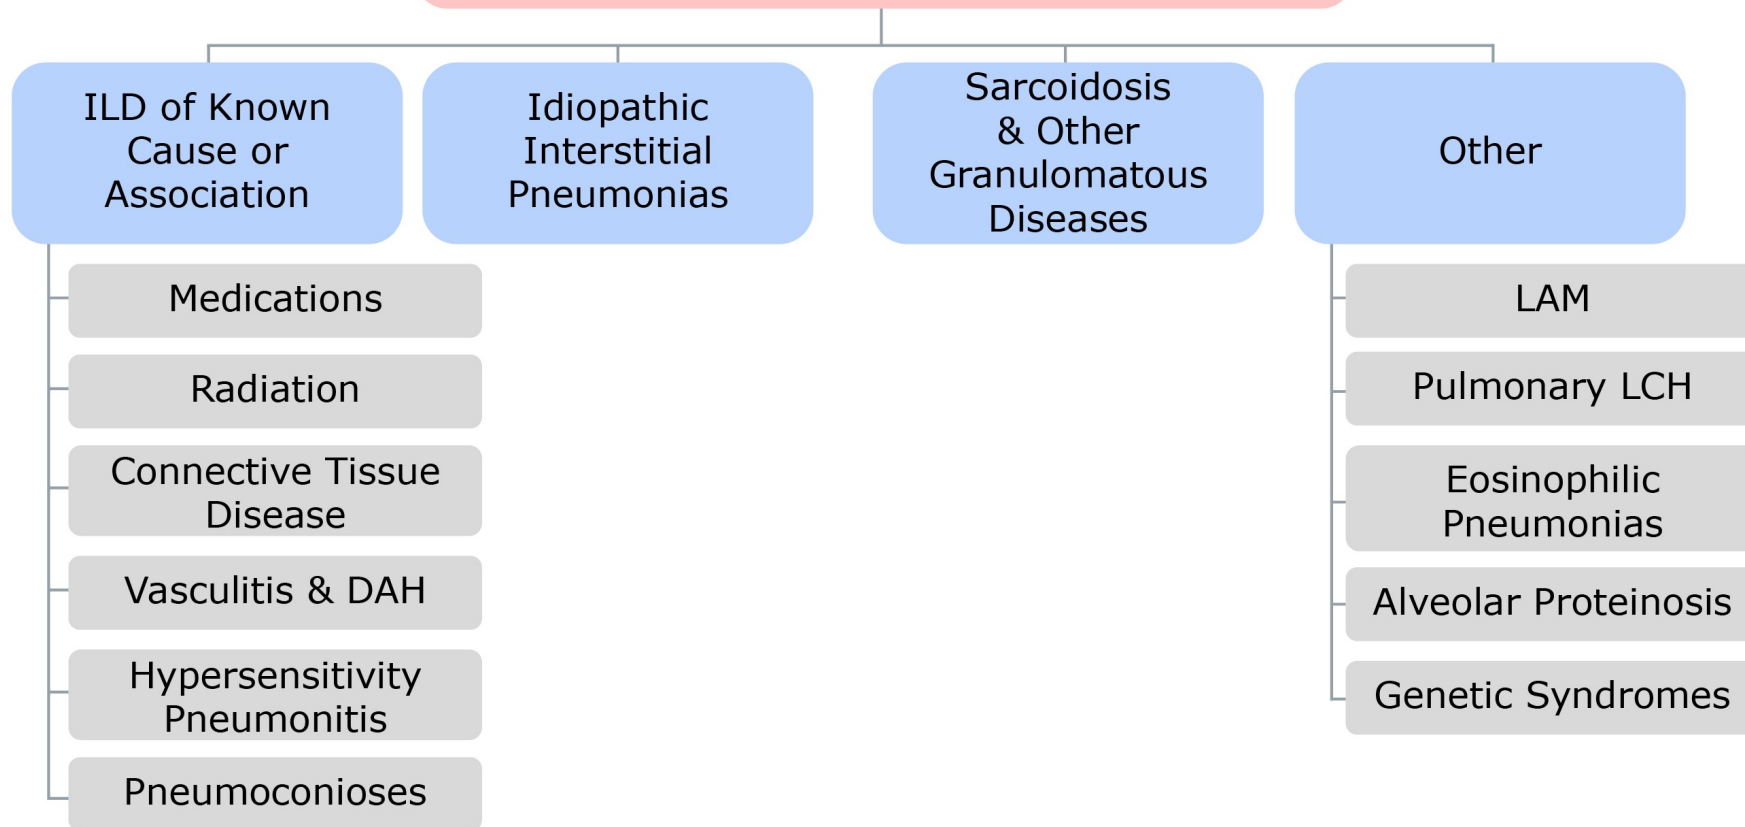 ILD of Known
Cause or
Association
Idiopathic
Interstitial
Pneumonias
Sarcoidosis
& Other
Granulomatous
Diseases
Other
Medications
Radiation
Connective Tissue
Disease
Vasculitis & DAH
Hypersensitivity
Pneumonitis
Pneumoconioses
LAM
Pulmonary LCH
Eosinophilic
Pneumonias
Alveolar Proteinosis
Genetic Syndromes